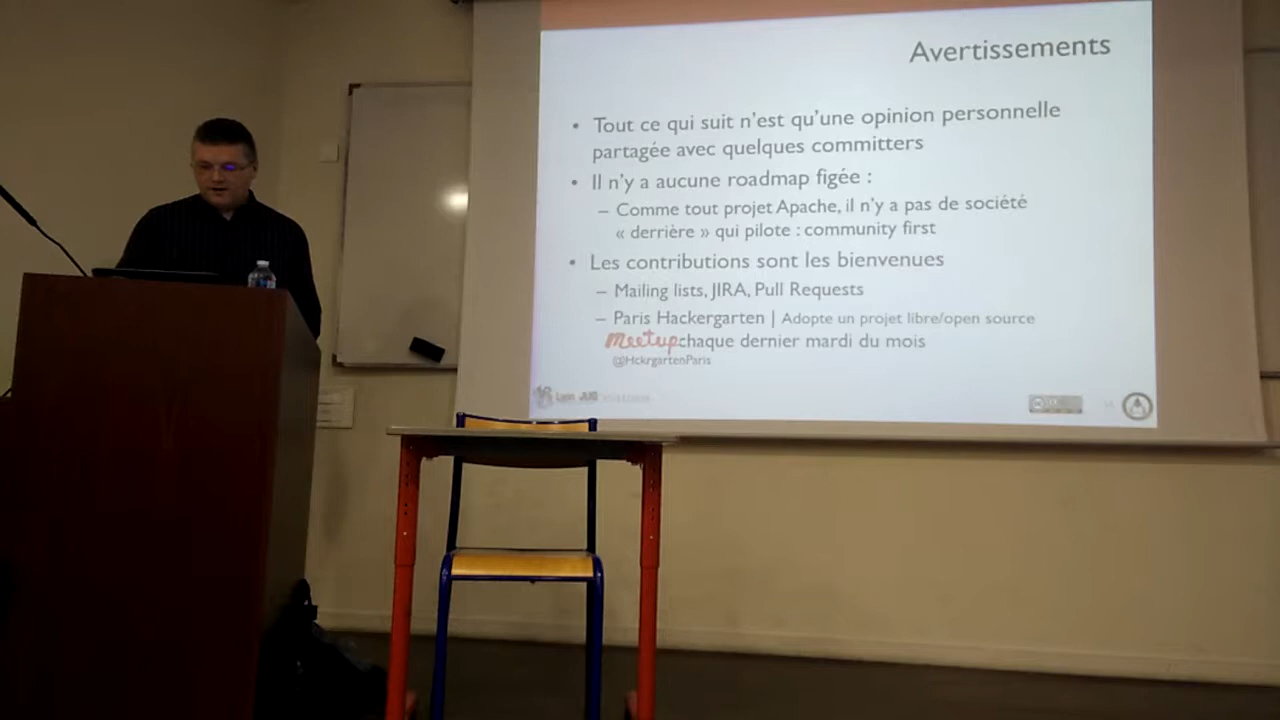 Avertissements
• Tout ce qui suit n'est qu'une opinion personnelle
partagée avec quelques committers
• Il n'y a aucune roadmap figée :
– Comme tout projet Apache, il n'y a pas de société
« derrière » qui pilote : community first
• Les contributions sont les bienvenues
– Mailing lists, JIRA, Pull Requests
– Paris Hackergarten | Adopte un projet libre/open source
meetup chaque dernier mardi du mois
@HckrgartenParis
Lyon JUG